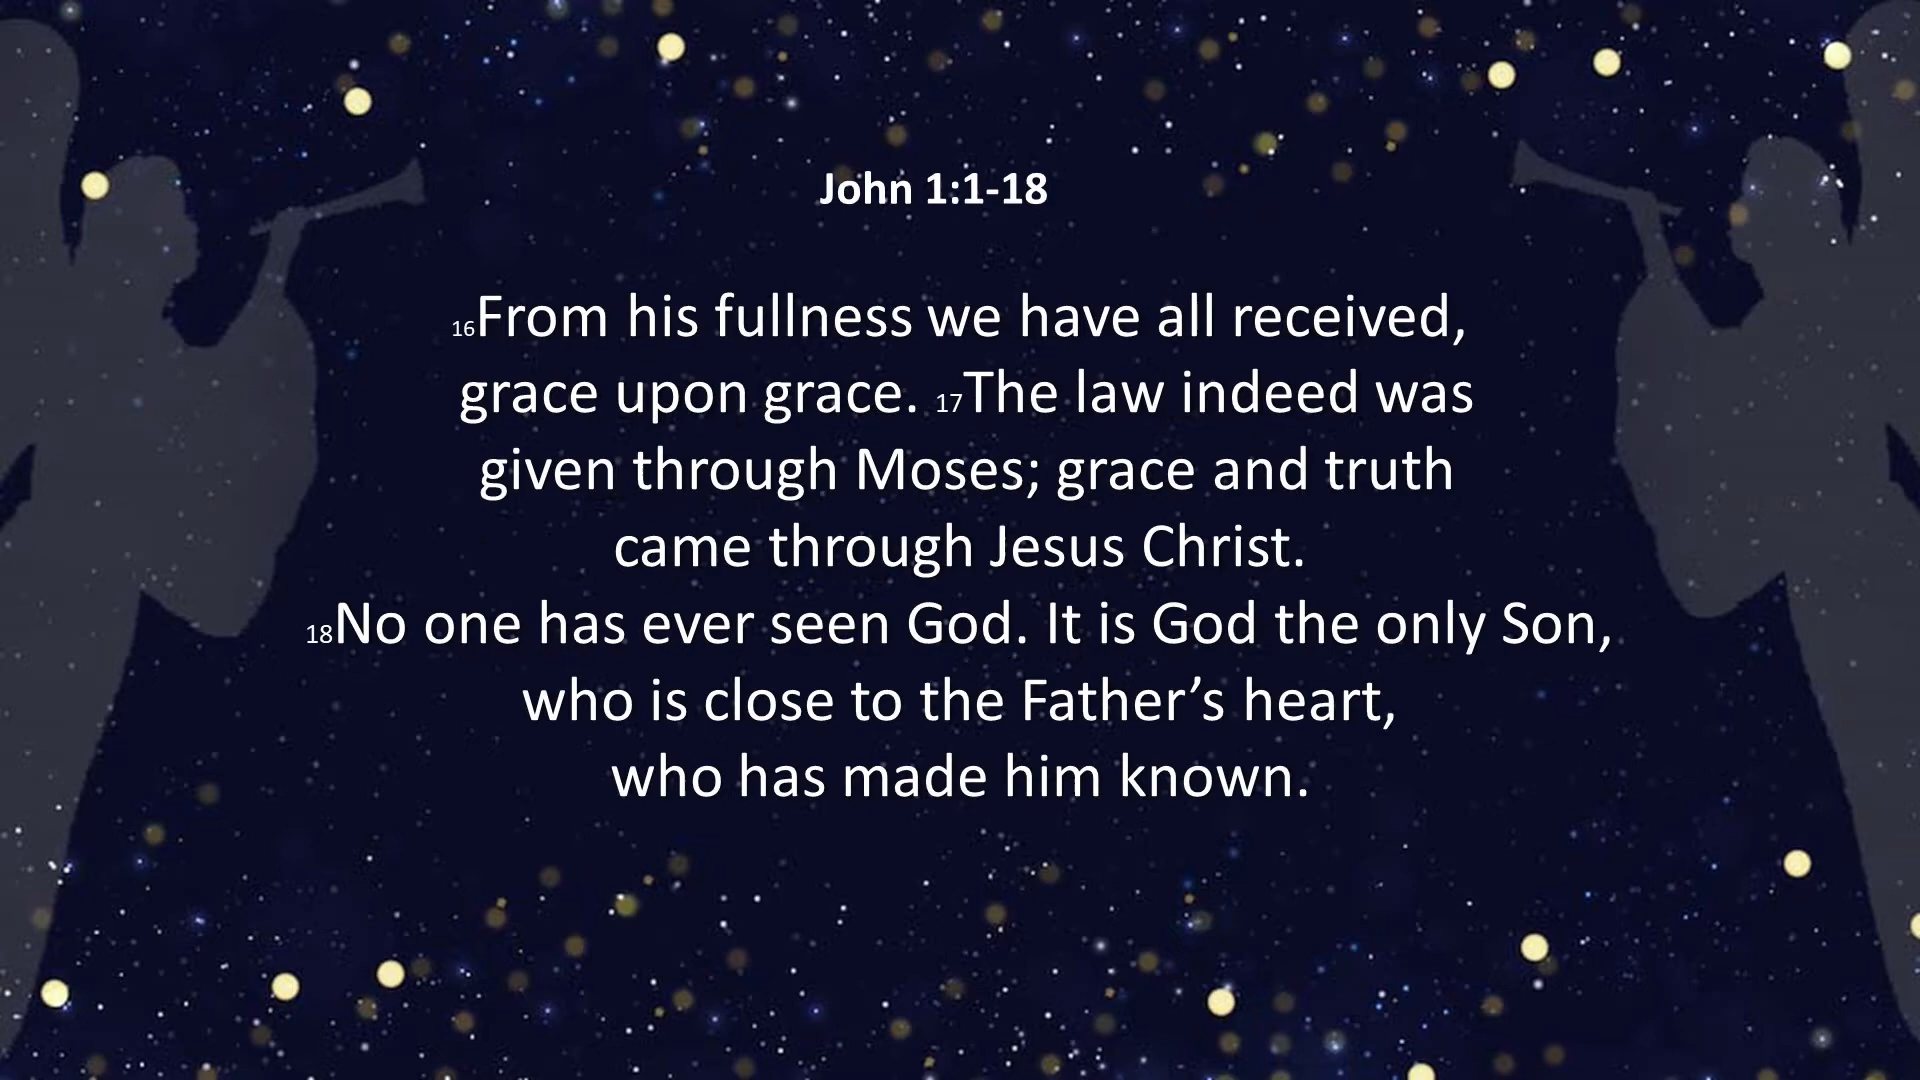 John 1:1-18
16From his fullness we have all received,
grace upon grace. 17The law indeed was
given through Moses; grace and truth
came through Jesus Christ.
18No one has ever seen God. It is God the only Son,
who is close to the Father’s heart,
who has made him known.